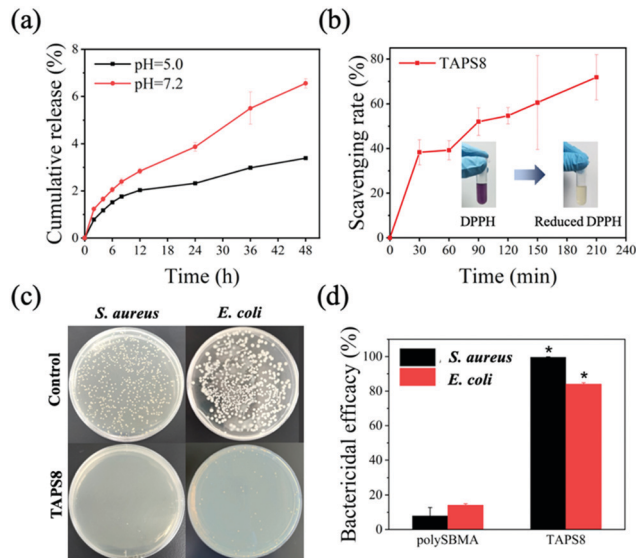 (a)
Cumulative release (%)
8
6
4
2
0
pH=5.0
pH=7.2
0 6 12 18 24 30 36 42 48
Time (h)
(b)
Scavenging rate (%)
100
80
60
40
20
0
TAPS8
DPPH
Reduced DPPH
0 30 60 90 120 150 180 210 240
Time (min)
(c)
S. aureus E. coli
Control
TAPS8
(d)
Bactericidal efficacy (%)
100
80
60
40
20
0
S. aureus
E. coli
* *
polySBMA TAPS8